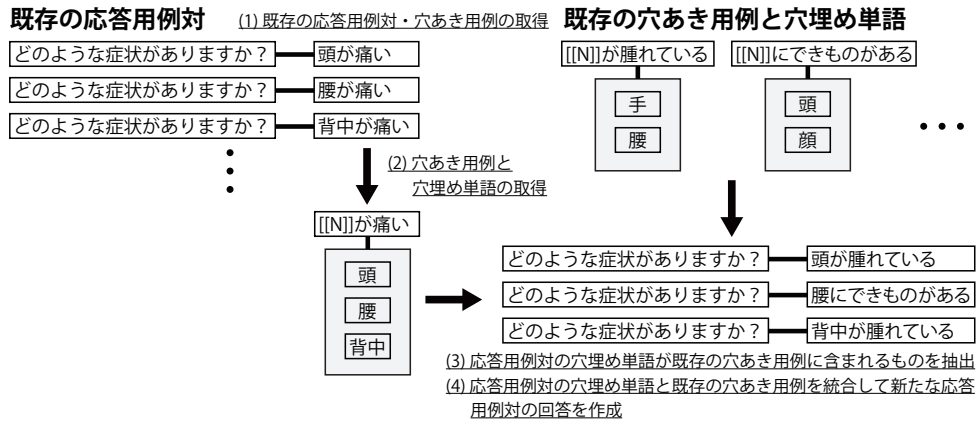 既存の応答用例対
(1) 既存の応答用例対・穴あき用例の取得
既存の穴あき用例と穴埋め単語
どのような症状がありますか？
頭が痛い
どのような症状がありますか？
腰が痛い
どのような症状がありますか？
背中が痛い
[[N]]が腫れている
手
腰
[[N]]にできものがある
頭
顔
(2) 穴あき用例と
穴埋め単語の取得
[[N]]が痛い
頭
腰
背中
どのような症状がありますか？
頭が腫れている
どのような症状がありますか？
腰にできものがある
どのような症状がありますか？
背中が腫れている
(3) 応答用例対の穴埋め単語が既存の穴あき用例に含まれるものを抽出
(4) 応答用例対の穴埋め単語と既存の穴あき用例を統合して新たな応答
用例対の回答を作成